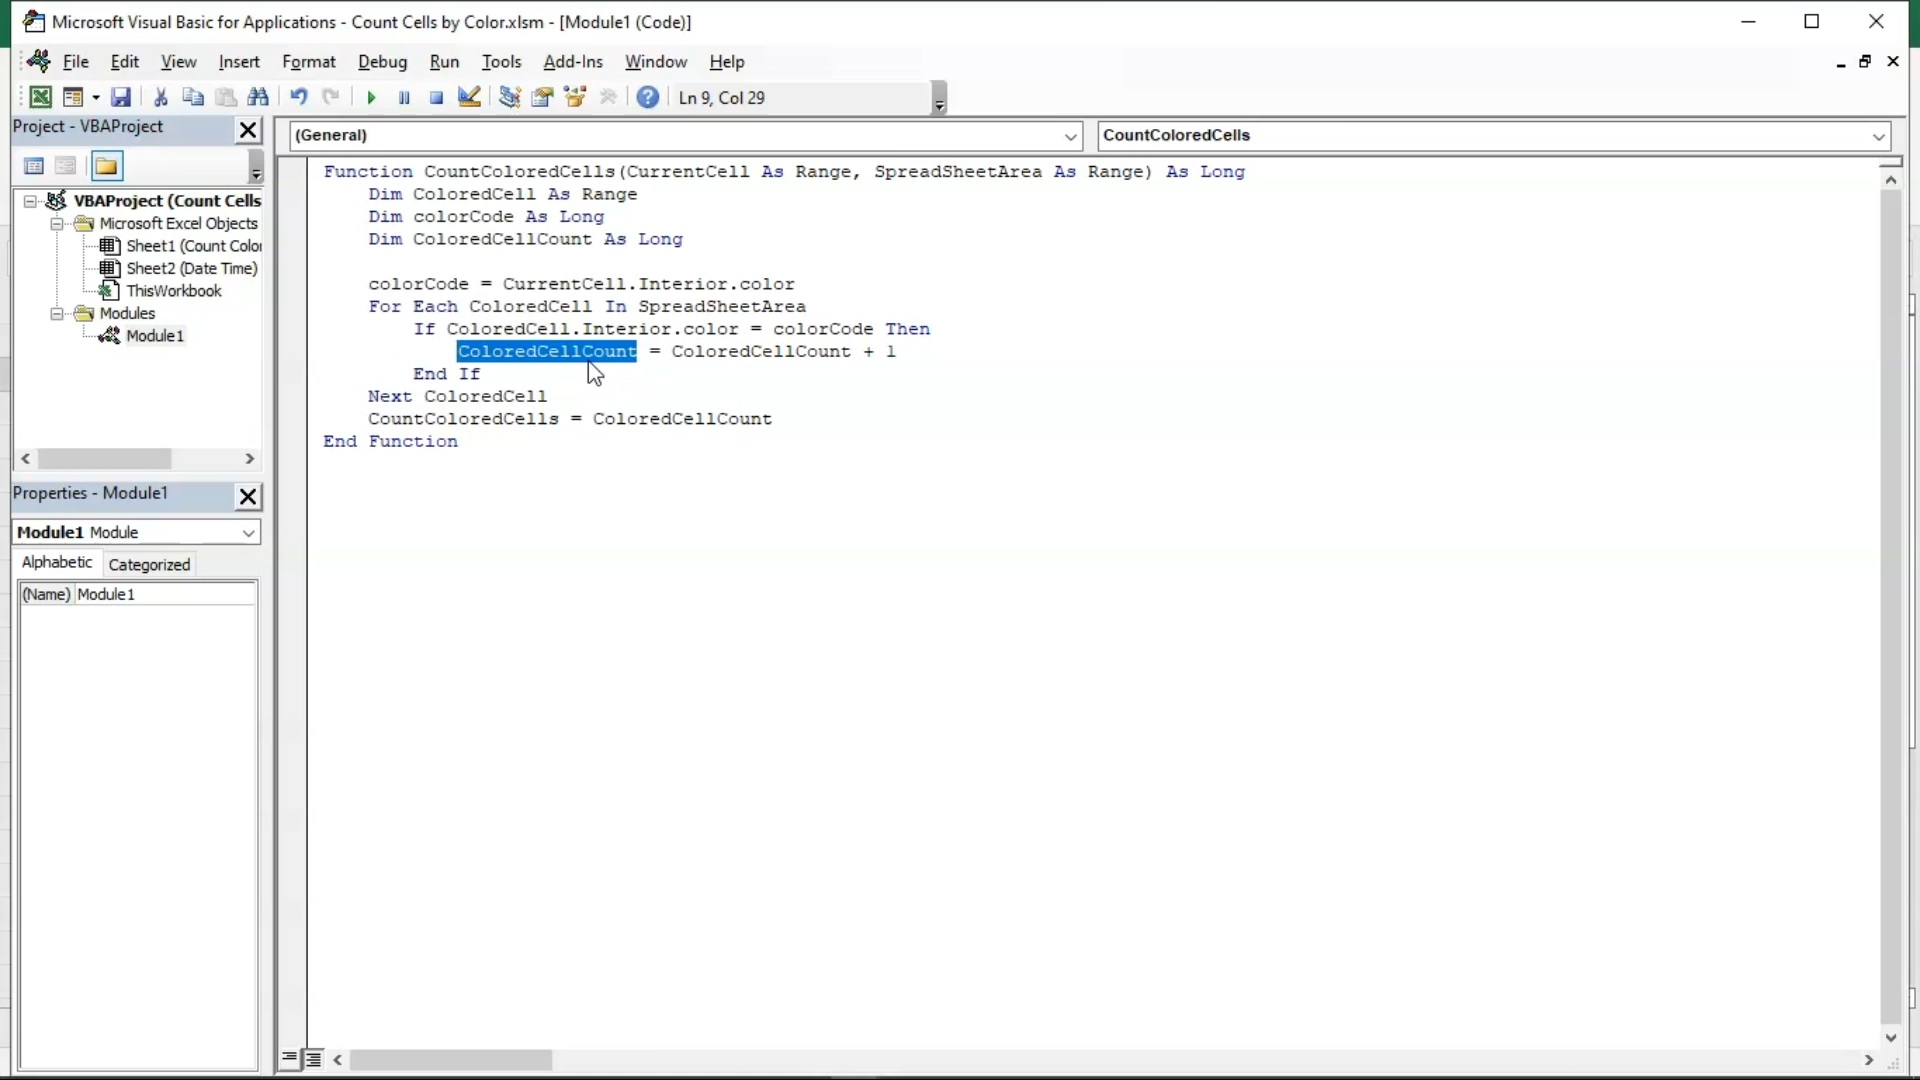 Microsoft Visual Basic for Applications - Count Cells by Color.xlsm - [Module1 (Code)]
File Edit View Insert Format Debug Run Tools Add-Ins Window Help
Ln 9, Col 29
Project - VBAProject
(General)
CountColoredCells
VBAProject (Count Cells
Microsoft Excel Objects
Sheet1 (Count Color
Sheet2 (Date Time)
ThisWorkbook
Modules
Module1
Properties - Module1
Module1 Module
Alphabetic Categorized
(Name) Module1
Function CountColoredCells(CurrentCell As Range, SpreadSheetArea As Range) As Long
Dim ColoredCell As Range
Dim colorCode As Long
Dim ColoredCellCount As Long
colorCode = CurrentCell.Interior.color
For Each ColoredCell In SpreadSheetArea
If ColoredCell.Interior.color = colorCode Then
ColoredCellCount = ColoredCellCount + 1
End If
Next ColoredCell
CountColoredCells = ColoredCellCount
End Function